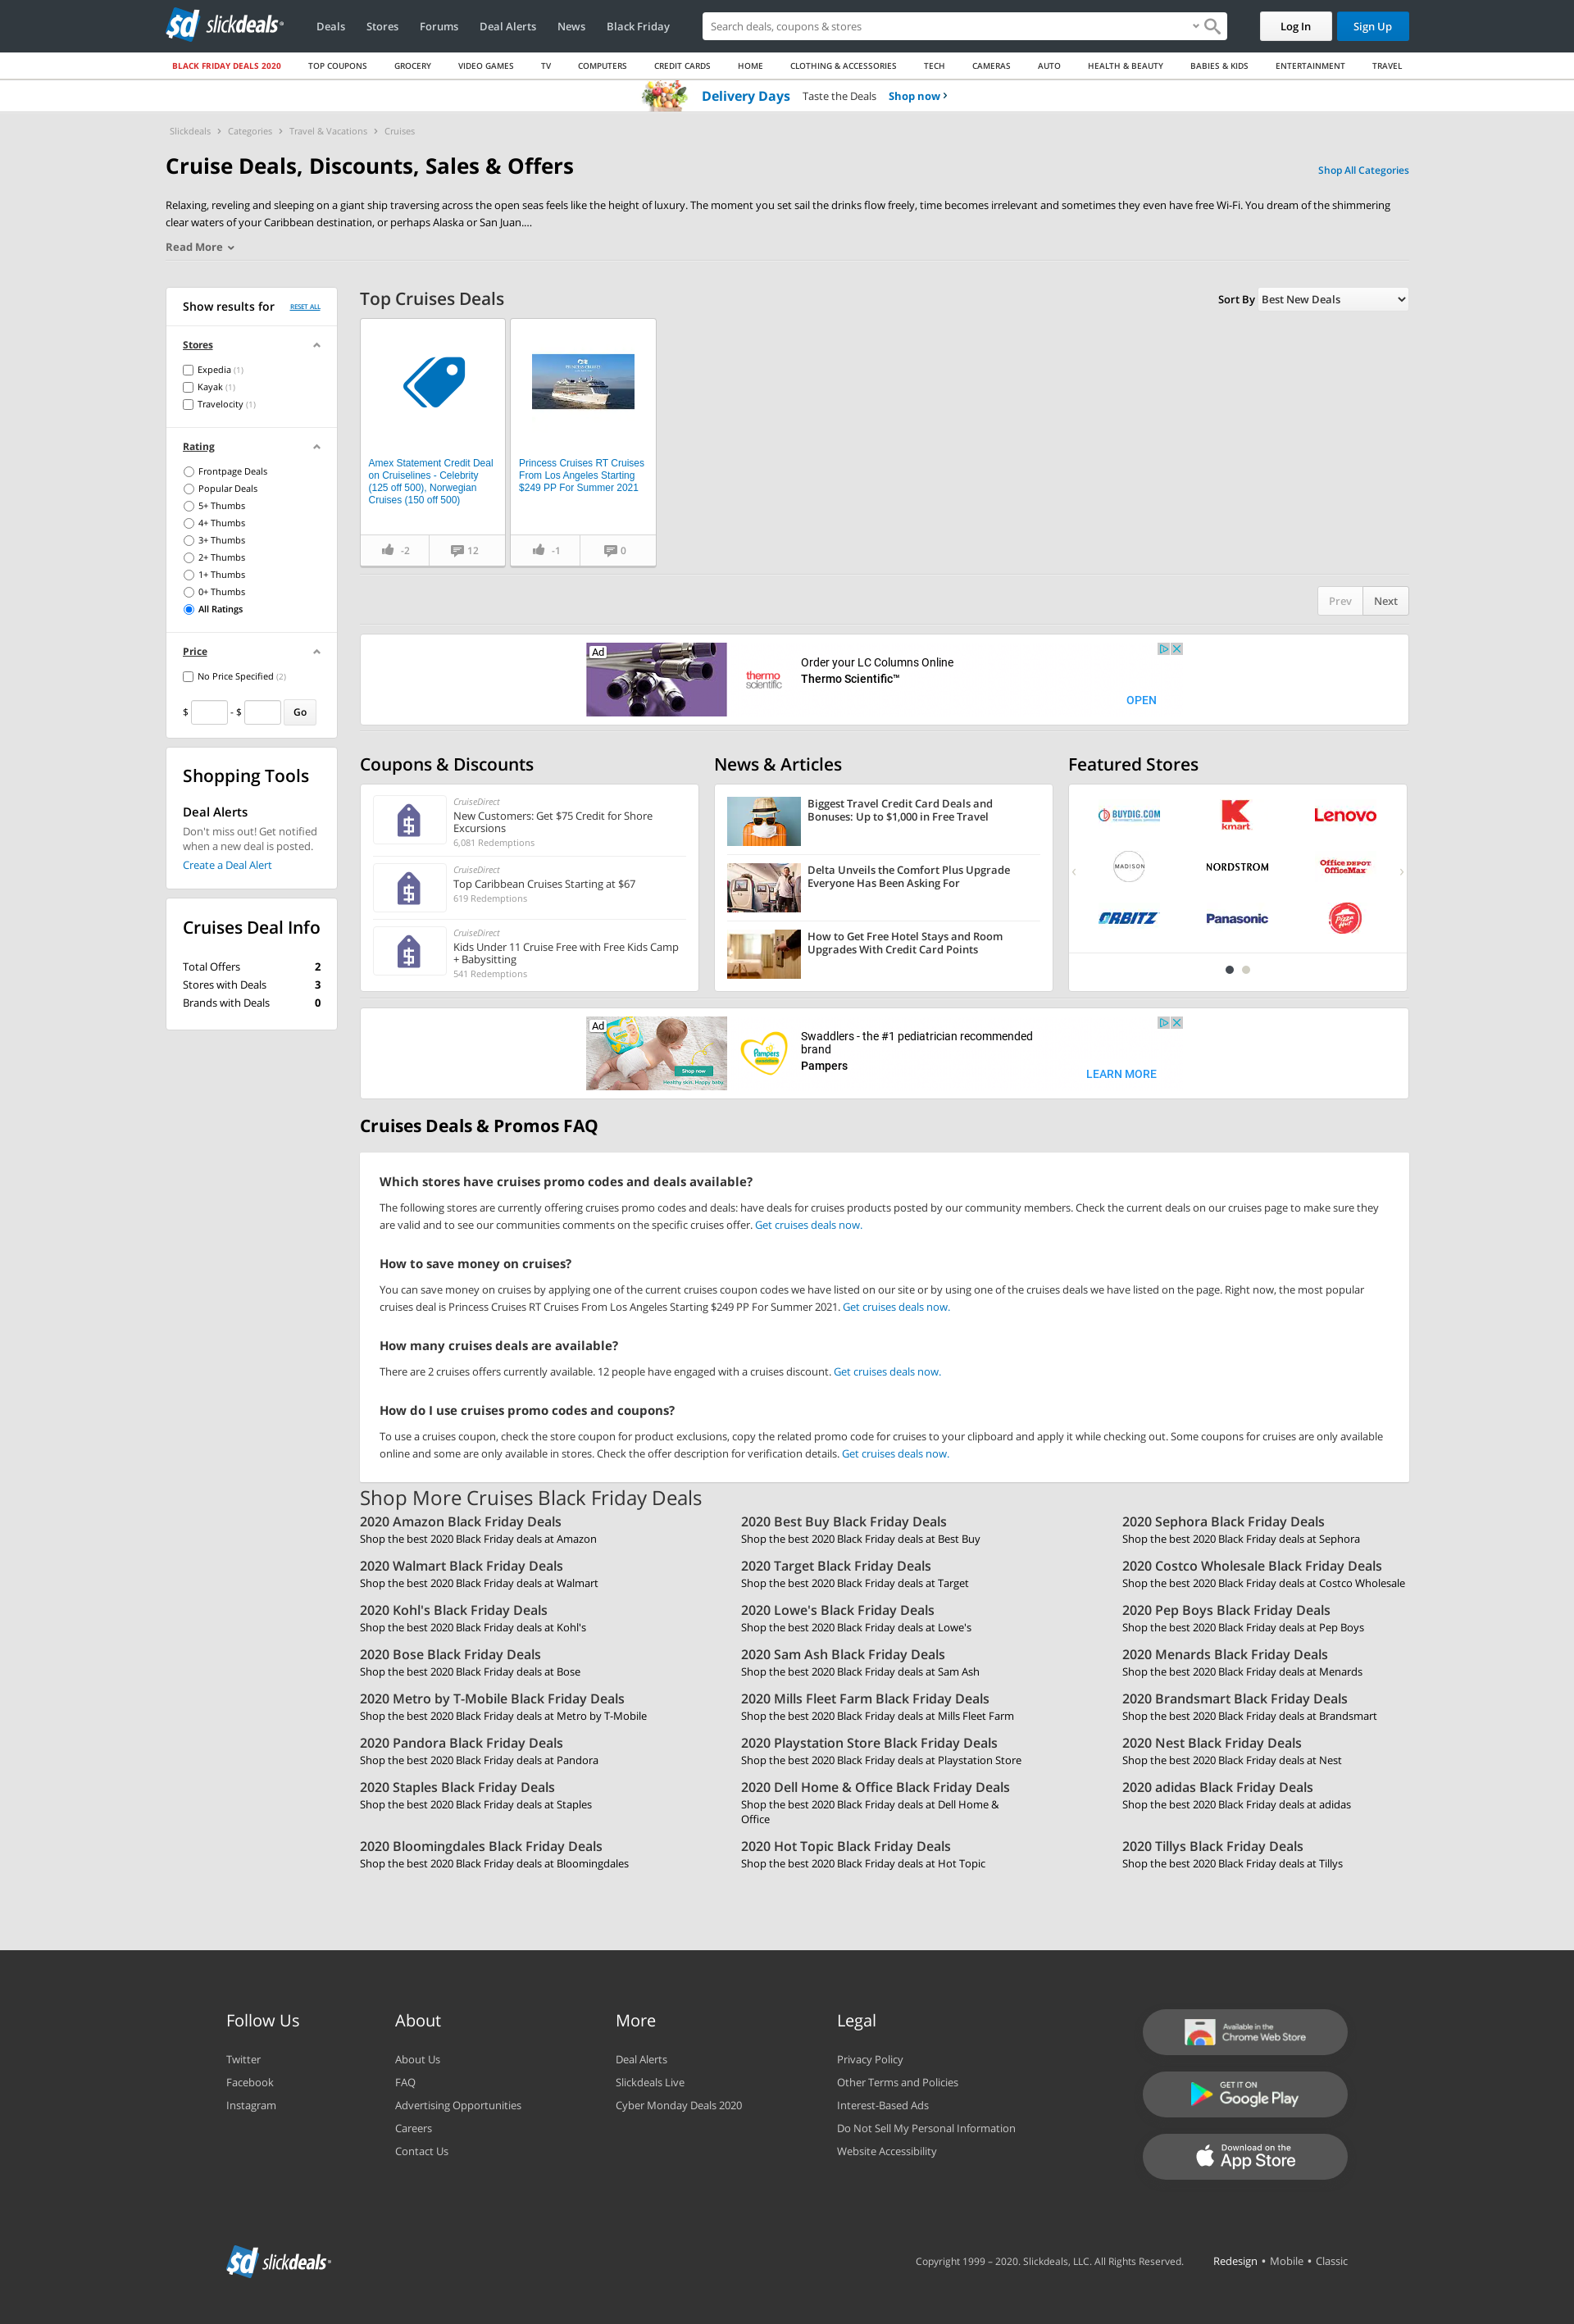 sd slickdeals
Deals Stores Forums Deal Alerts News Black Friday
Search deals, coupons & stores
Log In
Sign Up
BLACK FRIDAY DEALS 2020 TOP COUPONS GROCERY VIDEO GAMES TV COMPUTERS CREDIT CARDS HOME CLOTHING & ACCESSORIES TECH CAMERAS AUTO HEALTH & BEAUTY BABIES & KIDS ENTERTAINMENT TRAVEL
Delivery Days Taste the Deals Shop now
Slickdeals Categories Travel & Vacations Cruises
Cruise Deals, Discounts, Sales & Offers
Shop All Categories
Relaxing, reveling and sleeping on a giant ship traversing across the open seas feels like the height of luxury. The moment you set sail the drinks flow freely, time becomes irrelevant and sometimes they even have free Wi-Fi. You dream of the shimmering
clear waters of your Caribbean destination, or perhaps Alaska or San Juan....
Read More
Show results for RESET ALL
Stores
Expedia (1)
Kayak (1)
Travelocity (1)
Rating
Frontpage Deals
Popular Deals
5+ Thumbs
4+ Thumbs
3+ Thumbs
2+ Thumbs
1+ Thumbs
0+ Thumbs
All Ratings
Price
No Price Specified (2)
$ - $ Go
Shopping Tools
Deal Alerts
Don't miss out! Get notified
when a new deal is posted.
Create a Deal Alert
Cruises Deal Info
Total Offers 2
Stores with Deals 3
Brands with Deals 0
Top Cruises Deals
Sort By Best New Deals
Amex Statement Credit Deal
on Cruiselines - Celebrity
(125 off 500), Norwegian
Cruises (150 off 500)
-2 12
PRINCESS CRUISES
Princess Cruises RT Cruises
From Los Angeles Starting
$249 PP For Summer 2021
-1 0
Prev Next
Ad
thermo
scientific
Order your LC Columns Online
Thermo Scientific™
OPEN
Coupons & Discounts
CruiseDirect
New Customers: Get $75 Credit for Shore
Excursions
6,081 Redemptions
CruiseDirect
Top Caribbean Cruises Starting at $67
619 Redemptions
CruiseDirect
Kids Under 11 Cruise Free with Free Kids Camp
+ Babysitting
541 Redemptions
News & Articles
Biggest Travel Credit Card Deals and
Bonuses: Up to $1,000 in Free Travel
Delta Unveils the Comfort Plus Upgrade
Everyone Has Been Asking For
How to Get Free Hotel Stays and Room
Upgrades With Credit Card Points
Featured Stores
BUYDIG.COM
kmart
Lenovo
MADISON
NORDSTROM
Office DEPOT
OfficeMax
ORBITZ
Panasonic
Pizza Hut
Ad
Shop now
Healthy skin. Happy baby.
Pampers
Swaddlers - the #1 pediatrician recommended
brand
Pampers
LEARN MORE
Cruises Deals & Promos FAQ
Which stores have cruises promo codes and deals available?
The following stores are currently offering cruises promo codes and deals: have deals for cruises products posted by our community members. Check the current deals on our cruises page to make sure they
are valid and to see our communities comments on the specific cruises offer. Get cruises deals now.
How to save money on cruises?
You can save money on cruises by applying one of the current cruises coupon codes we have listed on our site or by using one of the cruises deals we have listed on the page. Right now, the most popular
cruises deal is Princess Cruises RT Cruises From Los Angeles Starting $249 PP For Summer 2021. Get cruises deals now.
How many cruises deals are available?
There are 2 cruises offers currently available. 12 people have engaged with a cruises discount. Get cruises deals now.
How do I use cruises promo codes and coupons?
To use a cruises coupon, check the store coupon for product exclusions, copy the related promo code for cruises to your clipboard and apply it while checking out. Some coupons for cruises are only available
online and some are only available in stores. Check the offer description for verification details. Get cruises deals now.
Shop More Cruises Black Friday Deals
2020 Amazon Black Friday Deals
Shop the best 2020 Black Friday deals at Amazon
2020 Best Buy Black Friday Deals
Shop the best 2020 Black Friday deals at Best Buy
2020 Sephora Black Friday Deals
Shop the best 2020 Black Friday deals at Sephora
2020 Walmart Black Friday Deals
Shop the best 2020 Black Friday deals at Walmart
2020 Target Black Friday Deals
Shop the best 2020 Black Friday deals at Target
2020 Costco Wholesale Black Friday Deals
Shop the best 2020 Black Friday deals at Costco Wholesale
2020 Kohl's Black Friday Deals
Shop the best 2020 Black Friday deals at Kohl's
2020 Lowe's Black Friday Deals
Shop the best 2020 Black Friday deals at Lowe's
2020 Pep Boys Black Friday Deals
Shop the best 2020 Black Friday deals at Pep Boys
2020 Bose Black Friday Deals
Shop the best 2020 Black Friday deals at Bose
2020 Sam Ash Black Friday Deals
Shop the best 2020 Black Friday deals at Sam Ash
2020 Menards Black Friday Deals
Shop the best 2020 Black Friday deals at Menards
2020 Metro by T-Mobile Black Friday Deals
Shop the best 2020 Black Friday deals at Metro by T-Mobile
2020 Mills Fleet Farm Black Friday Deals
Shop the best 2020 Black Friday deals at Mills Fleet Farm
2020 Brandsmart Black Friday Deals
Shop the best 2020 Black Friday deals at Brandsmart
2020 Pandora Black Friday Deals
Shop the best 2020 Black Friday deals at Pandora
2020 Playstation Store Black Friday Deals
Shop the best 2020 Black Friday deals at Playstation Store
2020 Nest Black Friday Deals
Shop the best 2020 Black Friday deals at Nest
2020 Staples Black Friday Deals
Shop the best 2020 Black Friday deals at Staples
2020 Dell Home & Office Black Friday Deals
Shop the best 2020 Black Friday deals at Dell Home &
Office
2020 adidas Black Friday Deals
Shop the best 2020 Black Friday deals at adidas
2020 Bloomingdales Black Friday Deals
Shop the best 2020 Black Friday deals at Bloomingdales
2020 Hot Topic Black Friday Deals
Shop the best 2020 Black Friday deals at Hot Topic
2020 Tillys Black Friday Deals
Shop the best 2020 Black Friday deals at Tillys
Follow Us
Twitter
Facebook
Instagram
About
About Us
FAQ
Advertising Opportunities
Careers
Contact Us
More
Deal Alerts
Slickdeals Live
Cyber Monday Deals 2020
Legal
Privacy Policy
Other Terms and Policies
Interest-Based Ads
Do Not Sell My Personal Information
Website Accessibility
Available in the
Chrome Web Store
GET IT ON
Google Play
Download on the
App Store
sd slickdeals
Copyright 1999 – 2020. Slickdeals, LLC. All Rights Reserved. Redesign • Mobile • Classic